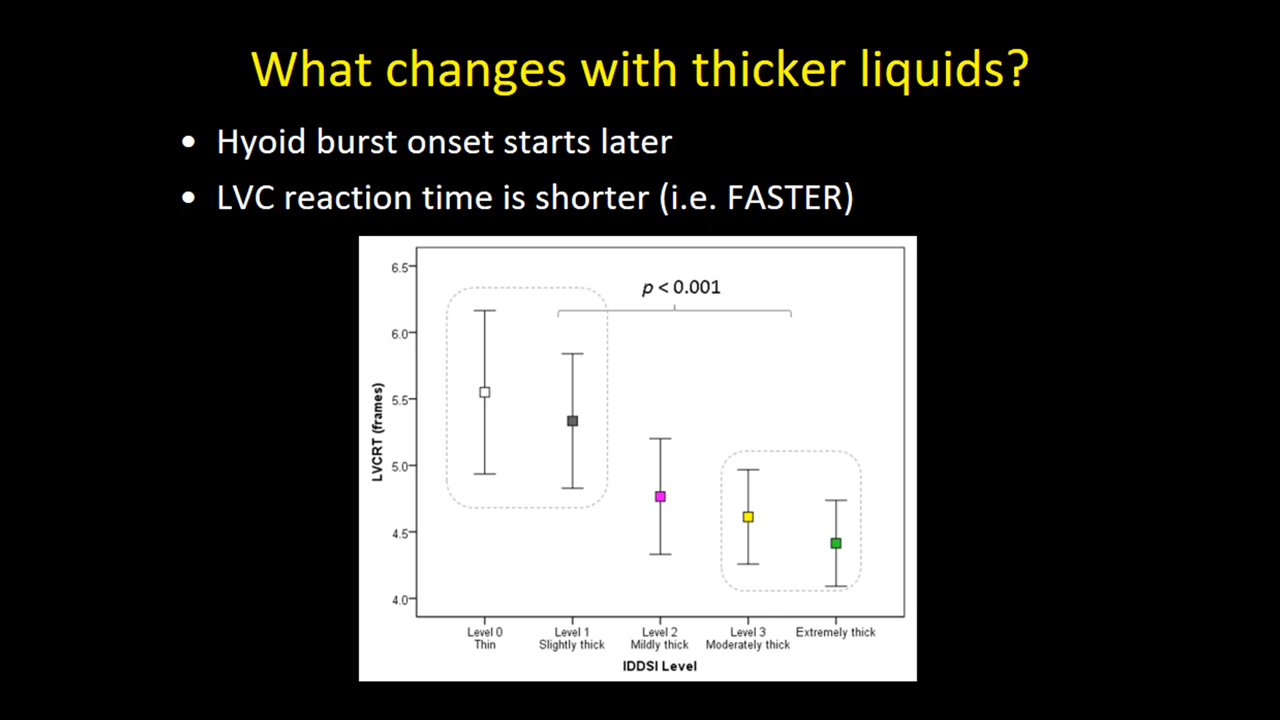 What changes with thicker liquids?
• Hyoid burst onset starts later
• LVC reaction time is shorter (i.e. FASTER)
p < 0.001
6.5
6.0
5.5
5.0
4.5
4.0
LVCRT (frames)
Level 0 Level 1 Level 2 Level 3 Extremely thick
Thin Slightly thick Mildly thick Moderately thick
IDDSI Level